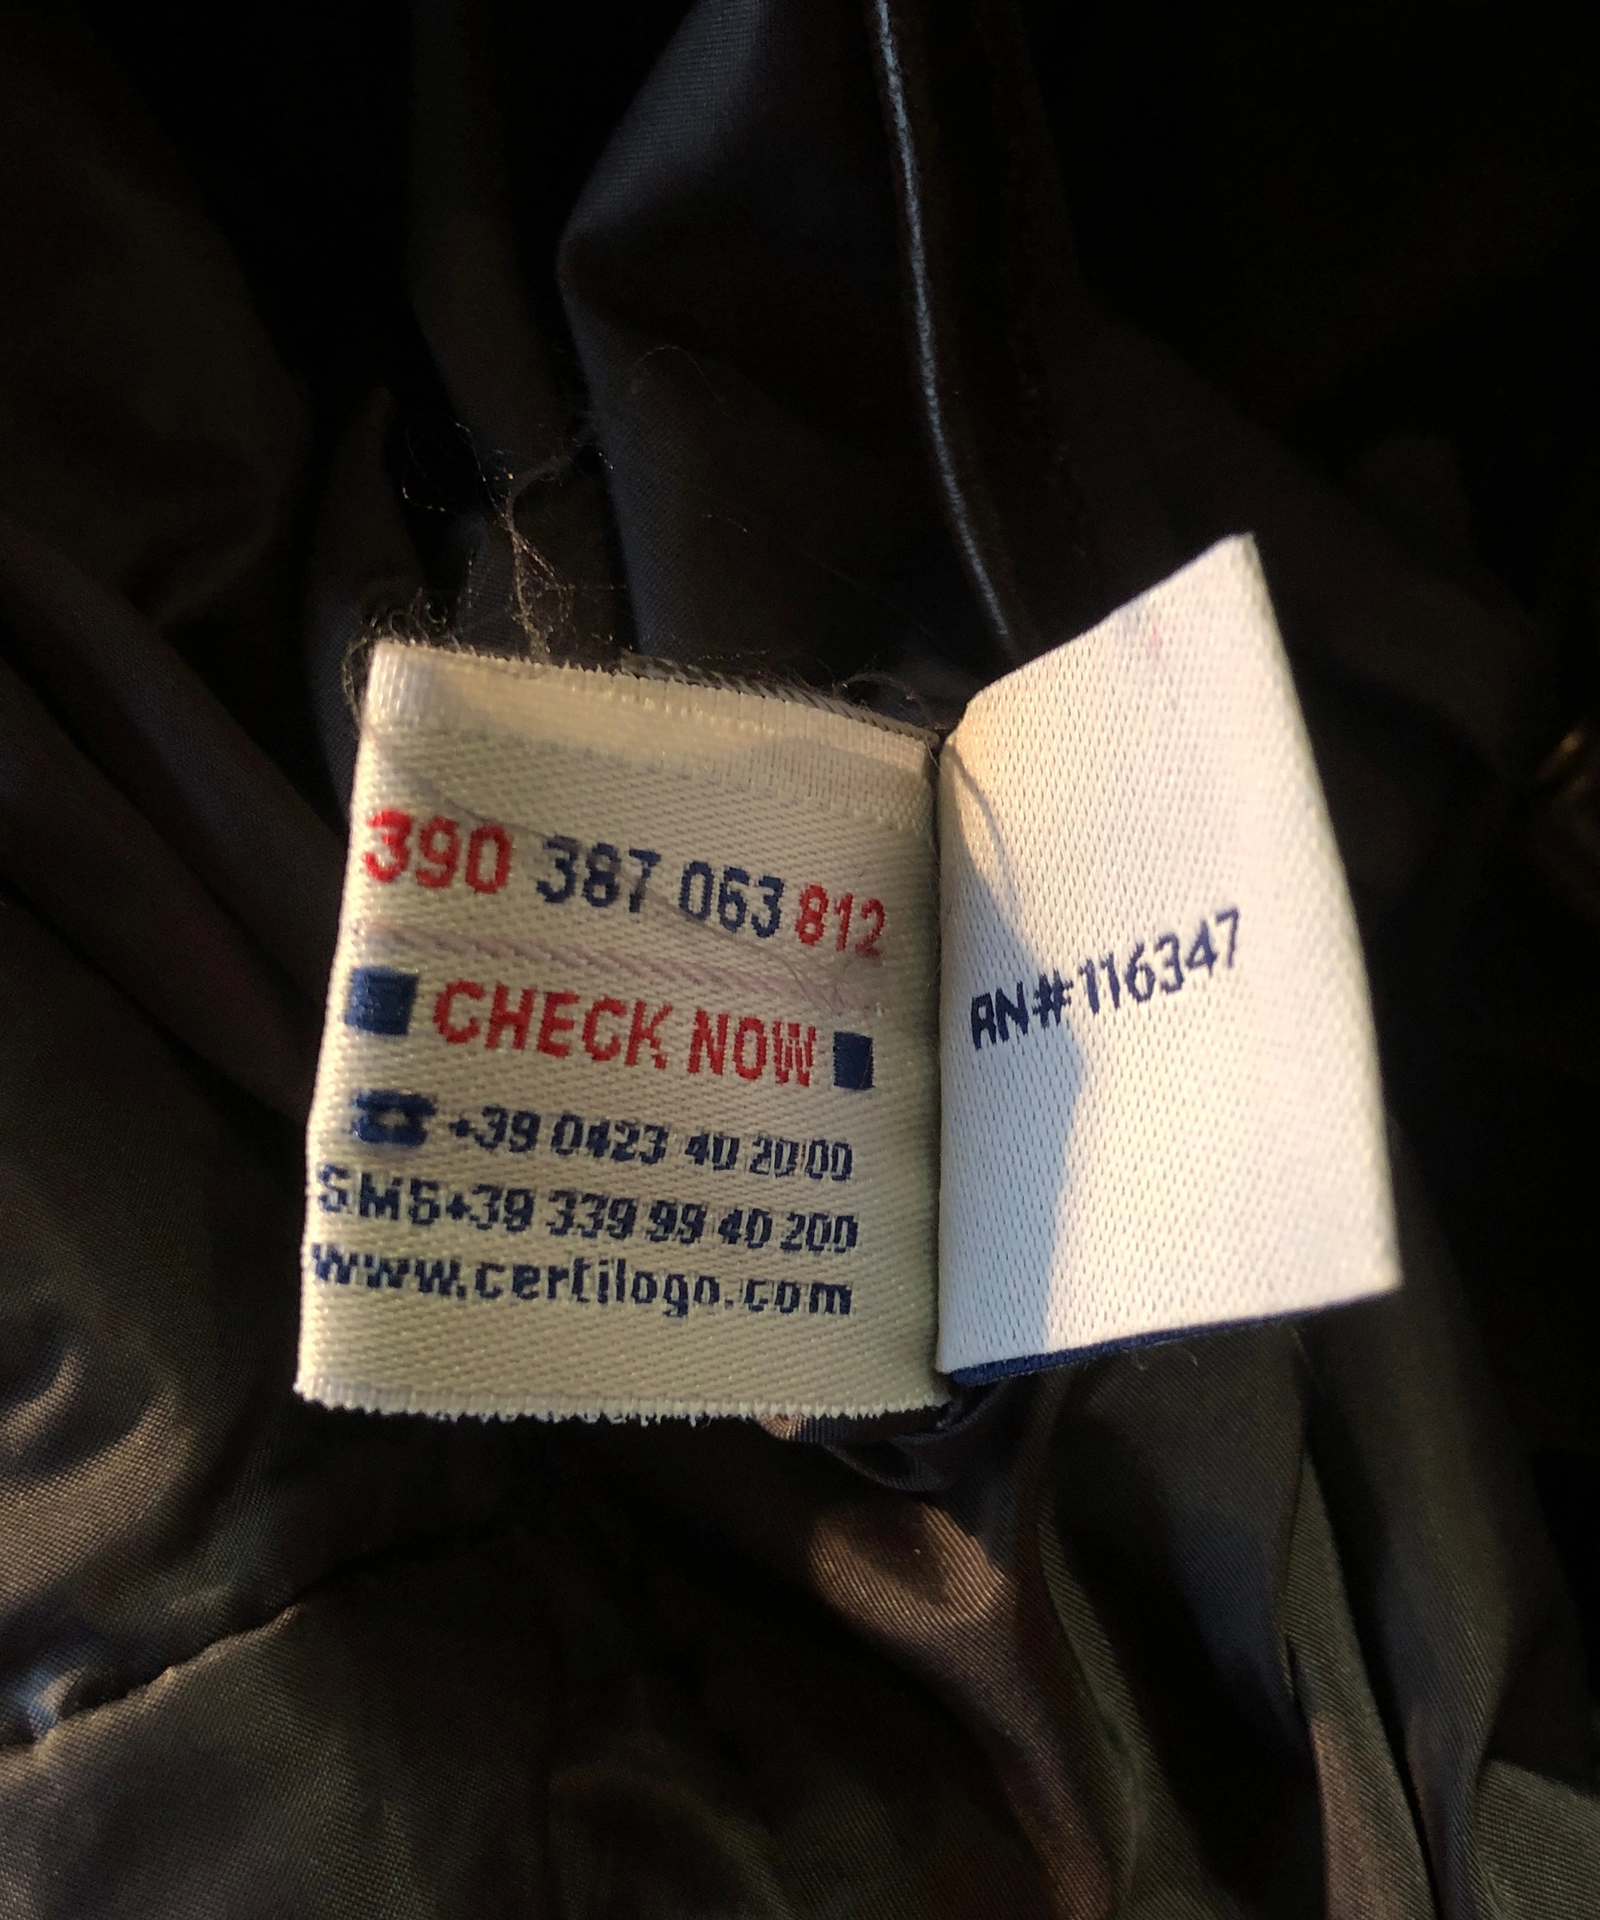 390 387 063 812
CHECK NOW
+39 0423 40 20 00
SMS+39 339 99 40 200
www.certilogo.com
RN#116347